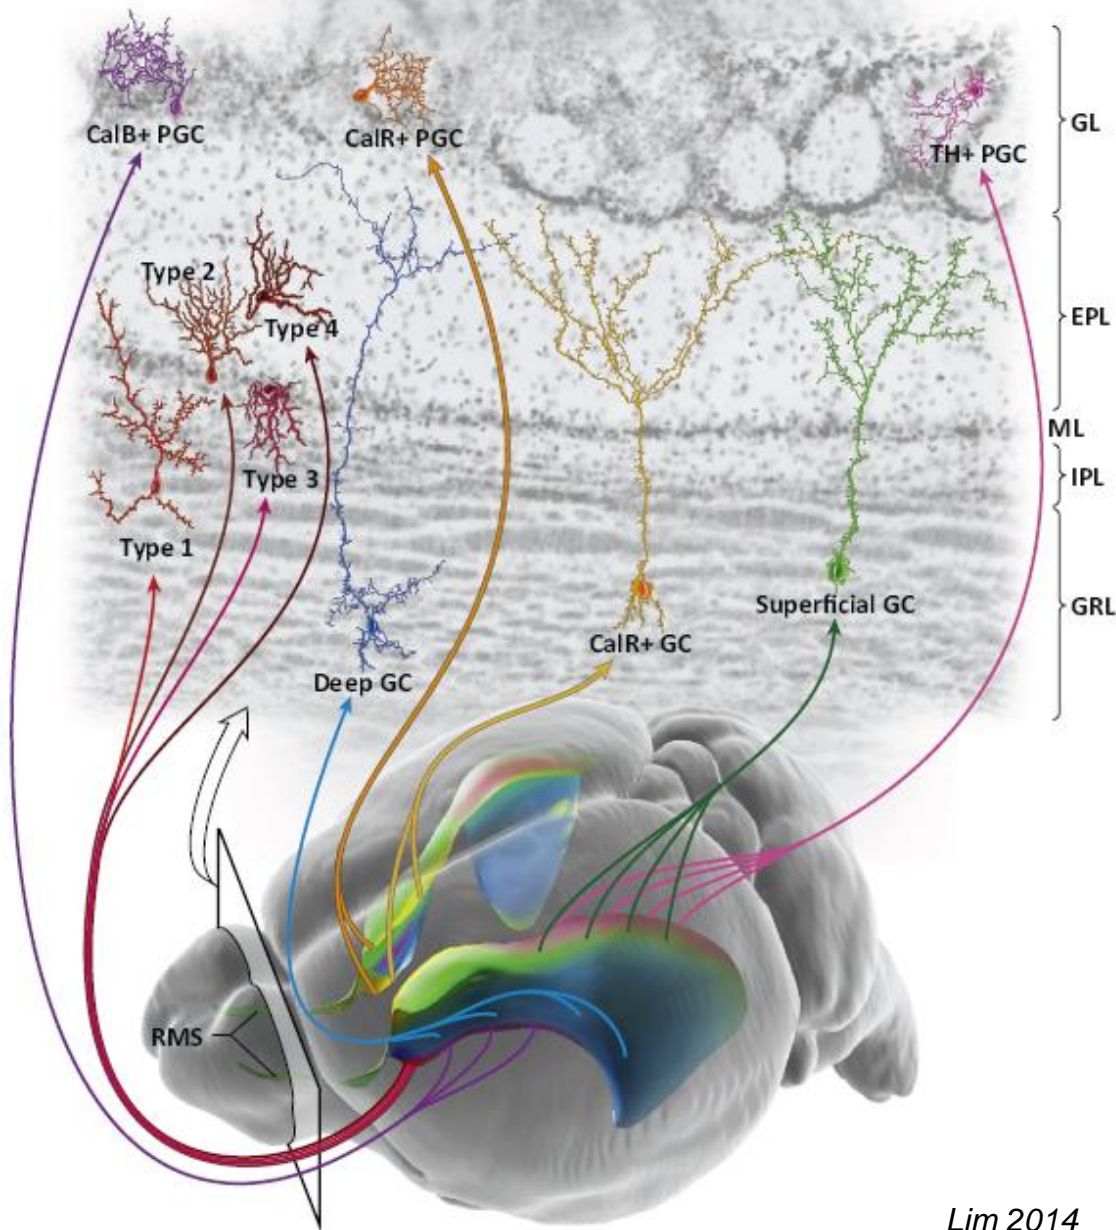 CalB+ PGC
CalR+ PGC
TH+ PGC
GL
Type 2
Type 4
EPL
ML
Type 3
IPL
Type 1
Superficial GC
GRL
CalR+ GC
Deep GC
RMS
Lim 2014